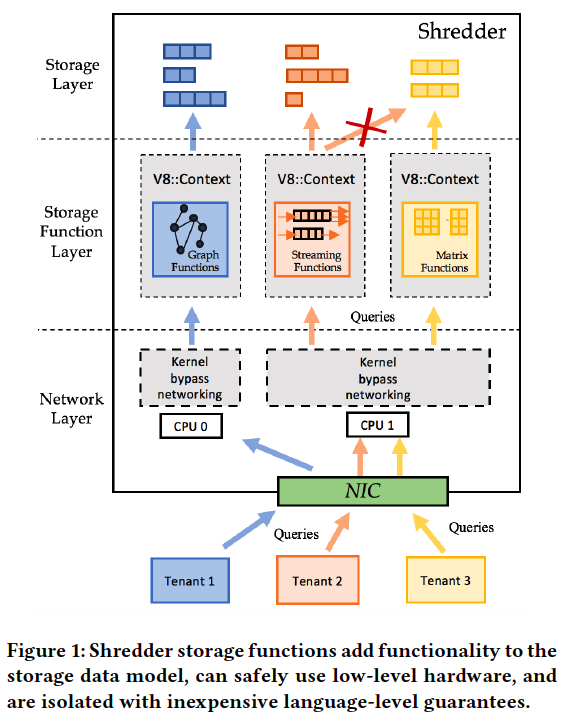 Shredder
Storage
Layer
V8::Context
V8::Context
V8::Context
Storage
Function
Layer
Graph
Functions
Streaming
Functions
Matrix
Functions
Queries
Network
Layer
Kernel
bypass
networking
Kernel
bypass
networking
CPU 0
CPU 1
NIC
Queries
Queries
Tenant 1
Tenant 2
Tenant 3
Figure 1: Shredder storage functions add functionality to the
storage data model, can safely use low-level hardware, and
are isolated with inexpensive language-level guarantees.